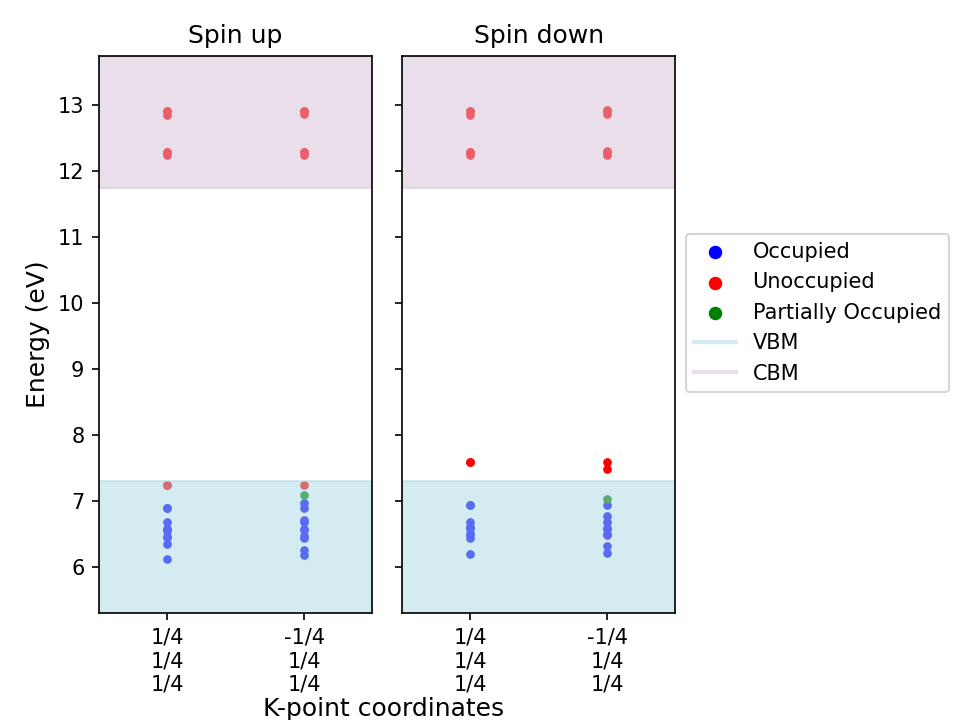 Spin up
Spin down
Energy (eV)
13
12
11
10
9
8
7
6
1/4
1/4
1/4
-1/4
1/4
1/4
1/4
1/4
1/4
-1/4
1/4
1/4
K-point coordinates
Occupied
Unoccupied
Partially Occupied
VBM
CBM